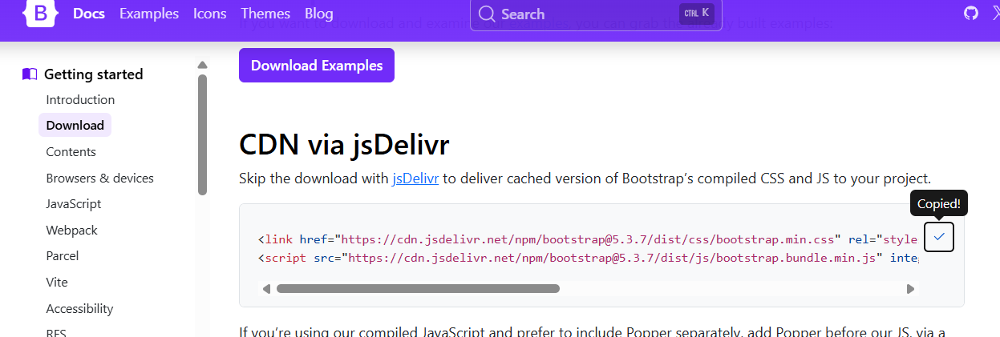 B Docs Examples Icons Themes Blog Search CTRL K
If you want to download and examine our examples, you can grab the already built examples:
Download Examples
Getting started
Introduction
Download
Contents
Browsers & devices
JavaScript
Webpack
Parcel
Vite
Accessibility
RFS
CDN via jsDelivr
Skip the download with jsDelivr to deliver cached version of Bootstrap’s compiled CSS and JS to your project.
Copied!
<link href="https://cdn.jsdelivr.net/npm/bootstrap@5.3.7/dist/css/bootstrap.min.css" rel="style
<script src="https://cdn.jsdelivr.net/npm/bootstrap@5.3.7/dist/js/bootstrap.bundle.min.js" inte
If you’re using our compiled JavaScript and prefer to include Popper separately, add Popper before our JS, via a